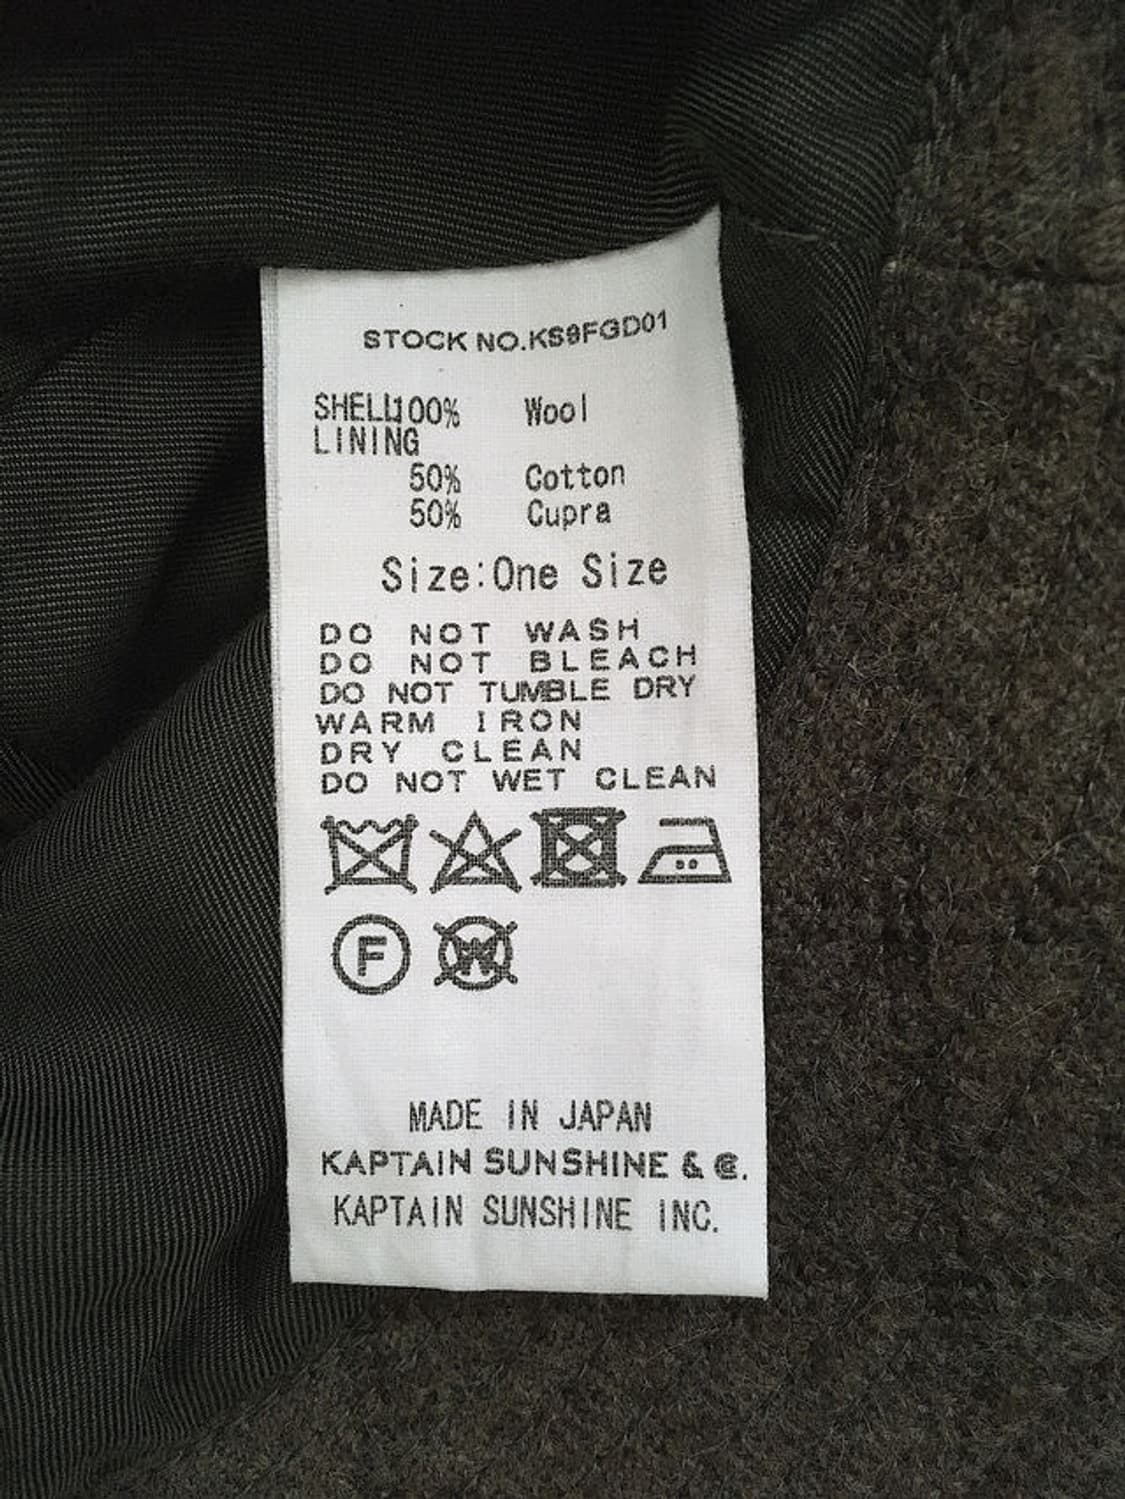 STOCK NO.KS9FGD01
SHELL100% Wool
LINING
50% Cotton
50% Cupra
Size:One Size
DO NOT WASH
DO NOT BLEACH
DO NOT TUMBLE DRY
WARM IRON
DRY CLEAN
DO NOT WET CLEAN
F W
MADE IN JAPAN
KAPTAIN SUNSHINE &
KAPTAIN SUNSHINE INC.